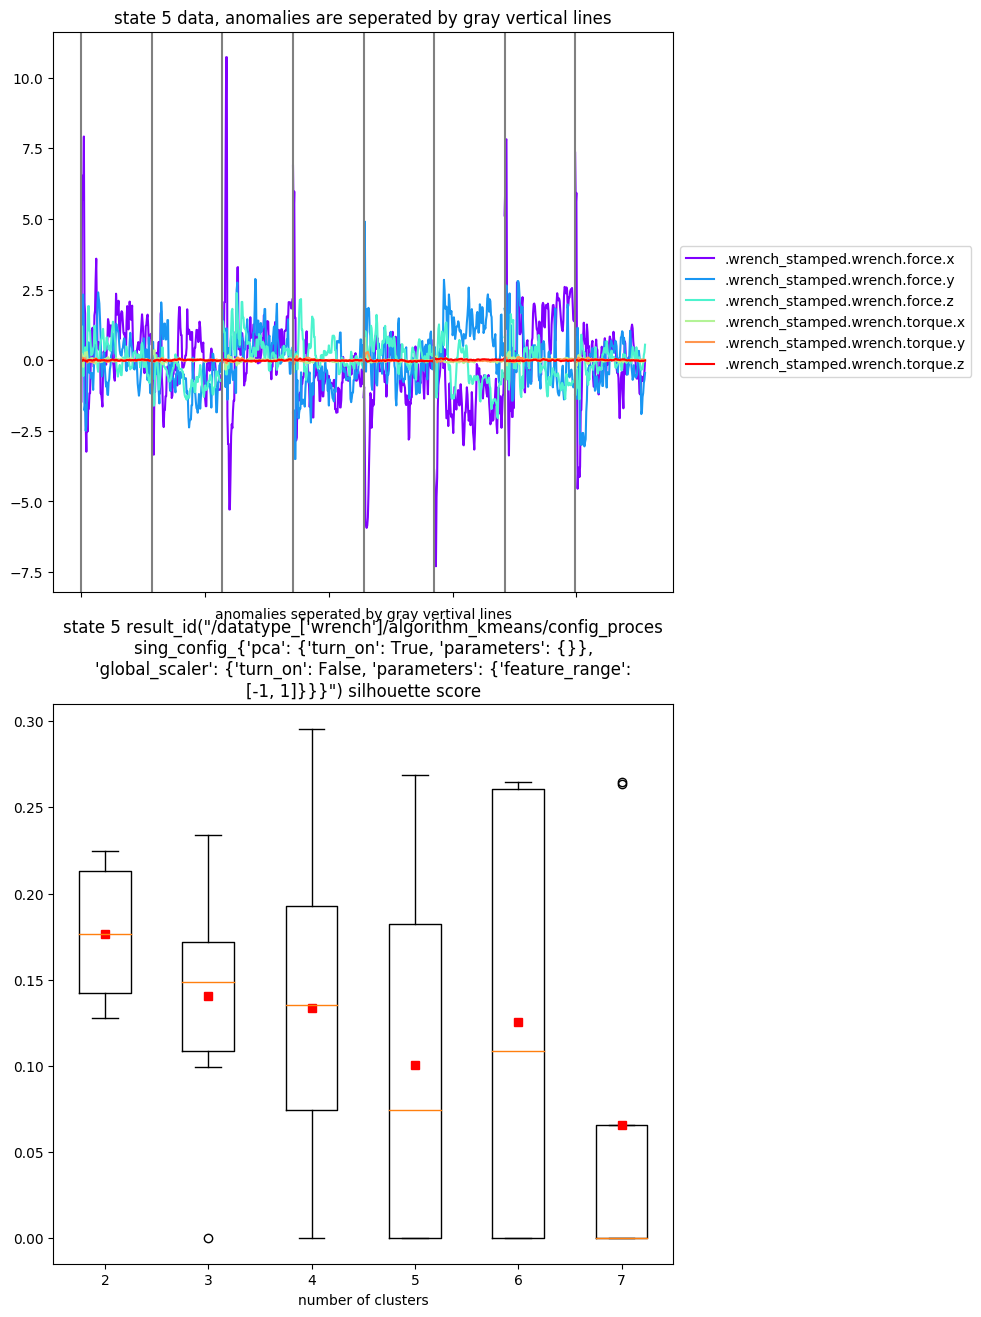 state 5 data, anomalies are seperated by gray vertical lines
10.0
7.5
5.0
2.5
0.0
−2.5
−5.0
−7.5
.wrench_stamped.wrench.force.x
.wrench_stamped.wrench.force.y
.wrench_stamped.wrench.force.z
.wrench_stamped.wrench.torque.x
.wrench_stamped.wrench.torque.y
.wrench_stamped.wrench.torque.z
anomalies seperated by gray vertival lines
state 5 result_id("/datatype_['wrench']/algorithm_kmeans/config_proces
sing_config_{'pca': {'turn_on': True, 'parameters': {}},
'global_scaler': {'turn_on': False, 'parameters': {'feature_range':
[-1, 1]}}}") silhouette score
0.30
0.25
0.20
0.15
0.10
0.05
0.00
2 3 4 5 6 7
number of clusters